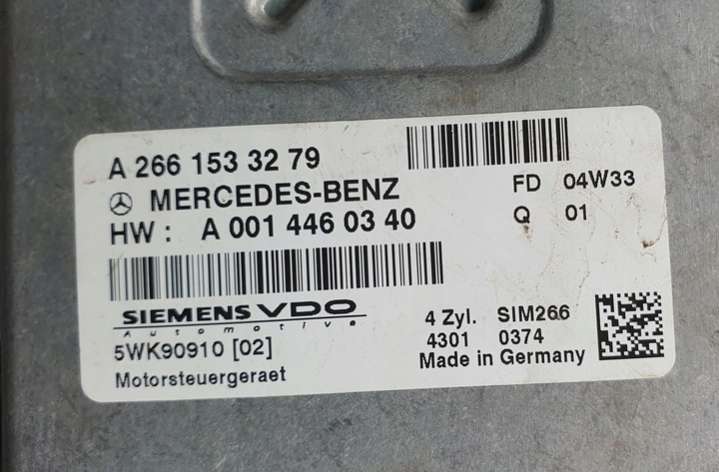 A 266 153 32 79
MERCEDES-BENZ
FD 04W33
HW : A 001 446 03 40
Q 01
SIEMENS VDO
Automotive
4 Zyl. SIM266
5WK90910 [02]
4301 0374
Made in Germany
Motorsteuergeraet